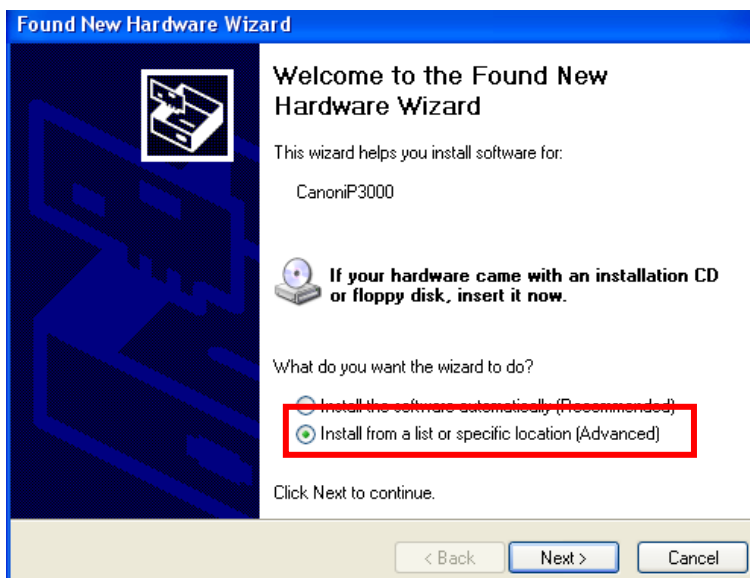 Found New Hardware Wizard
Welcome to the Found New
Hardware Wizard
This wizard helps you install software for:
CanoniP3000
If your hardware came with an installation CD
or floppy disk, insert it now.
What do you want the wizard to do?
Install the software automatically (Recommended)
Install from a list or specific location (Advanced)
Click Next to continue.
< Back
Next >
Cancel